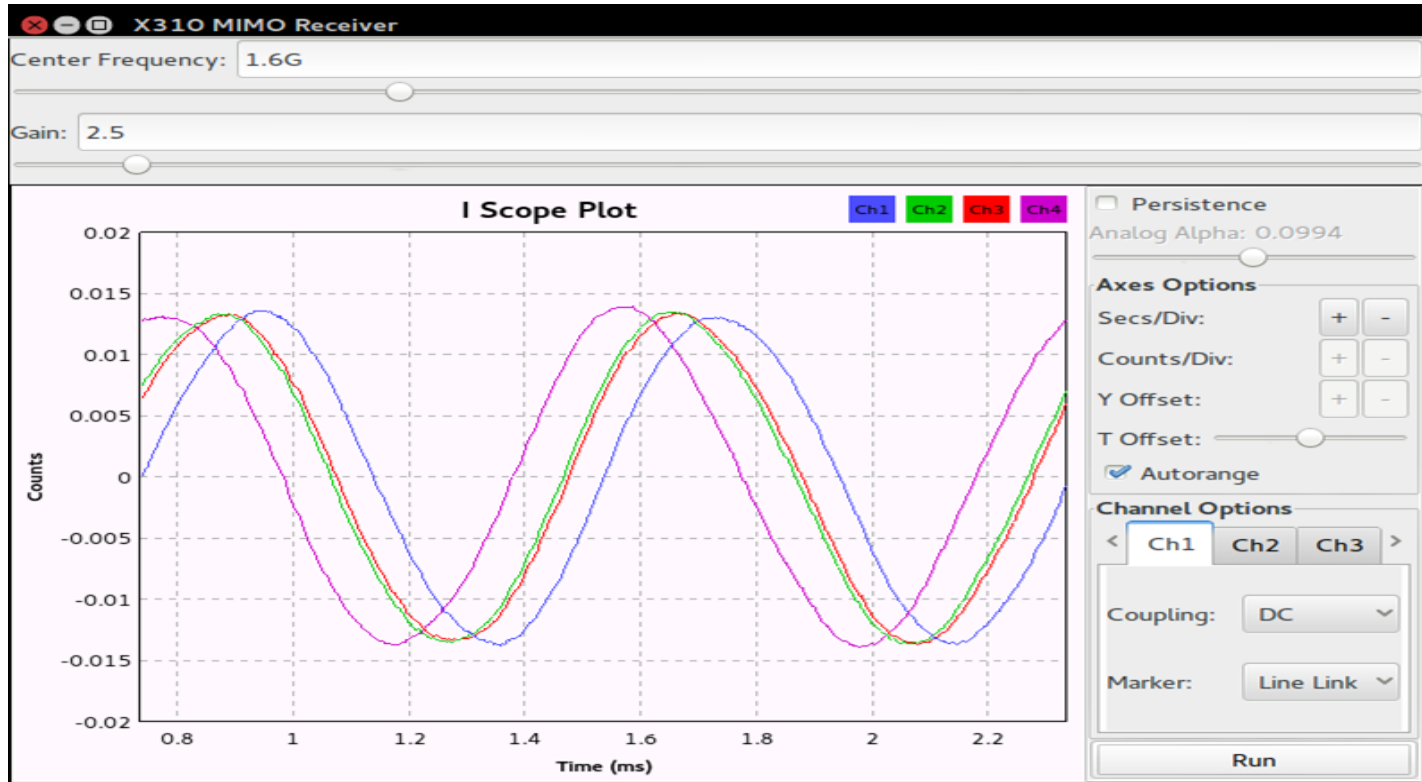 X310 MIMO Receiver
Center Frequency: 1.6G
Gain: 2.5
I Scope Plot
Ch1 Ch2 Ch3 Ch4
0.02
0.015
0.01
0.005
0
-0.005
-0.01
-0.015
-0.02
Counts
0.8 1 1.2 1.4 1.6 1.8 2 2.2
Time (ms)
Persistence
Analog Alpha: 0.0994
Axes Options
Secs/Div: + -
Counts/Div: + -
Y Offset: + -
T Offset:
Autorange
Channel Options
< Ch1 Ch2 Ch3 >
Coupling: DC
Marker: Line Link
Run